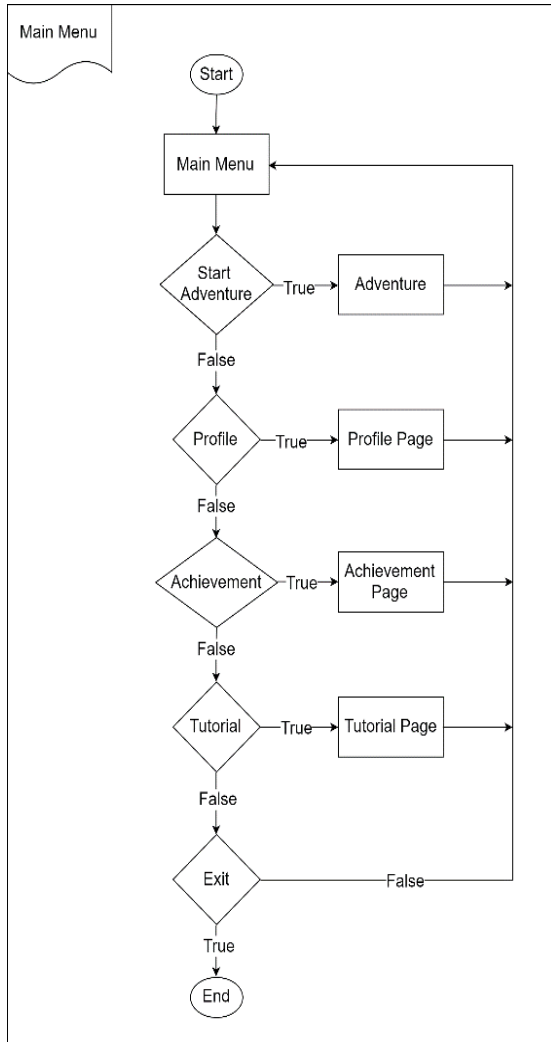 Main Menu
Start
Main Menu
Start
Adventure
True
Adventure
False
Profile
True
Profile Page
False
Achievement
True
Achievement
Page
False
Tutorial
True
Tutorial Page
False
Exit
False
True
End